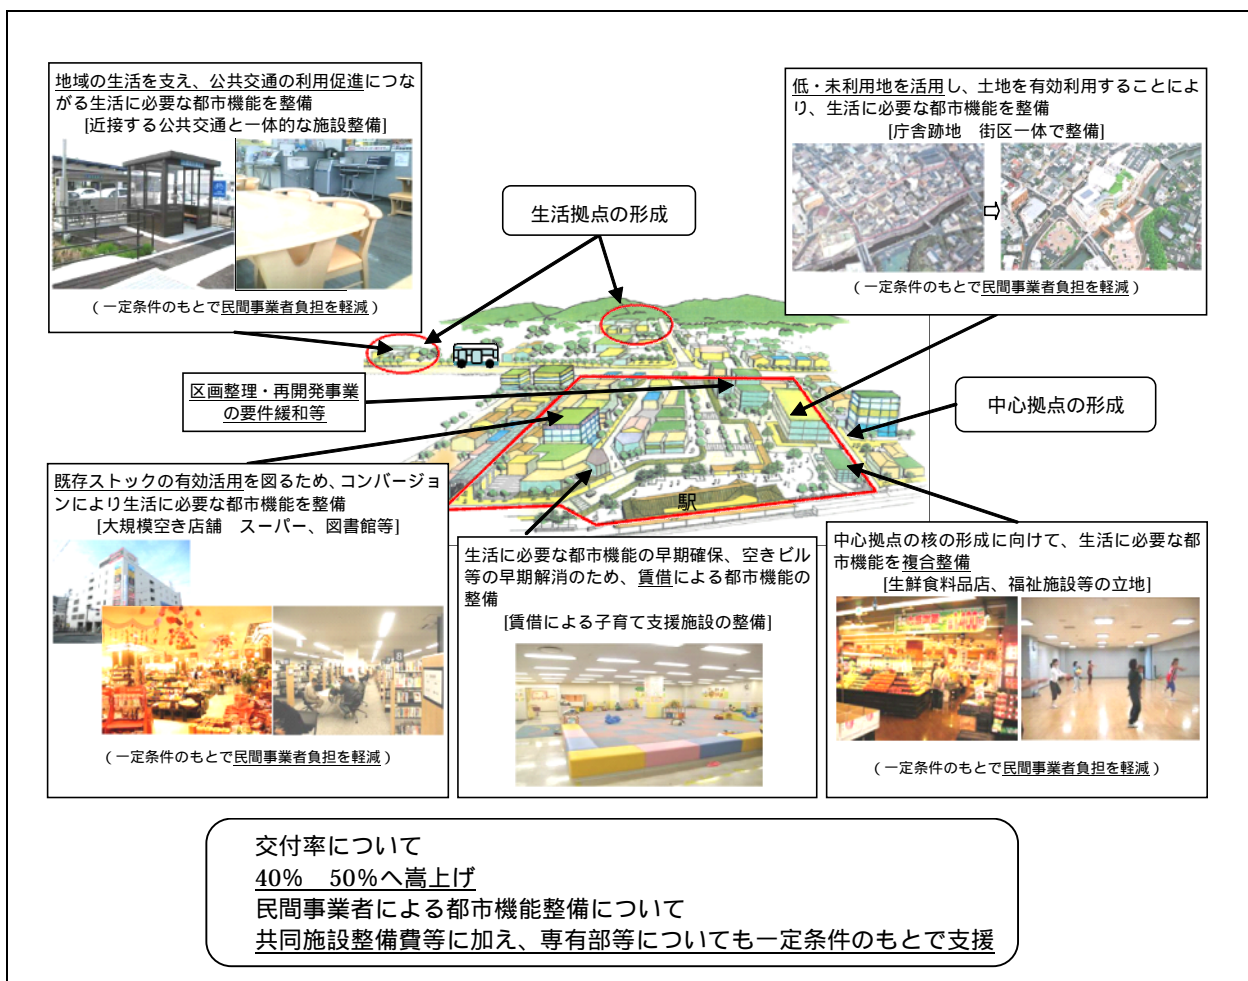 地域の生活を支え、公共交通の利用促進につな
がる生活に必要な都市機能を整備
[近接する公共交通と一体的な施設整備]
（一定条件のもとで民間事業者負担を軽減）
生活拠点の形成
低・未利用地を活用し、土地を有効利用することによ
り、生活に必要な都市機能を整備
[庁舎跡地　街区一体で整備]
⇨
（一定条件のもとで民間事業者負担を軽減）
区画整理・再開発事業
の要件緩和等
中心拠点の形成
駅
既存ストックの有効活用を図るため、コンバージョ
ンにより生活に必要な都市機能を整備
[大規模空き店舗　スーパー、図書館等]
（一定条件のもとで民間事業者負担を軽減）
生活に必要な都市機能の早期確保、空きビル
等の早期解消のため、賃借による都市機能の
整備
[賃借による子育て支援施設の整備]
中心拠点の核の形成に向けて、生活に必要な都
市機能を複合整備
[生鮮食料品店、福祉施設等の立地]
（一定条件のもとで民間事業者負担を軽減）
交付率について
40%　50%へ嵩上げ
民間事業者による都市機能整備について
共同施設整備費等に加え、専有部等についても一定条件のもとで支援